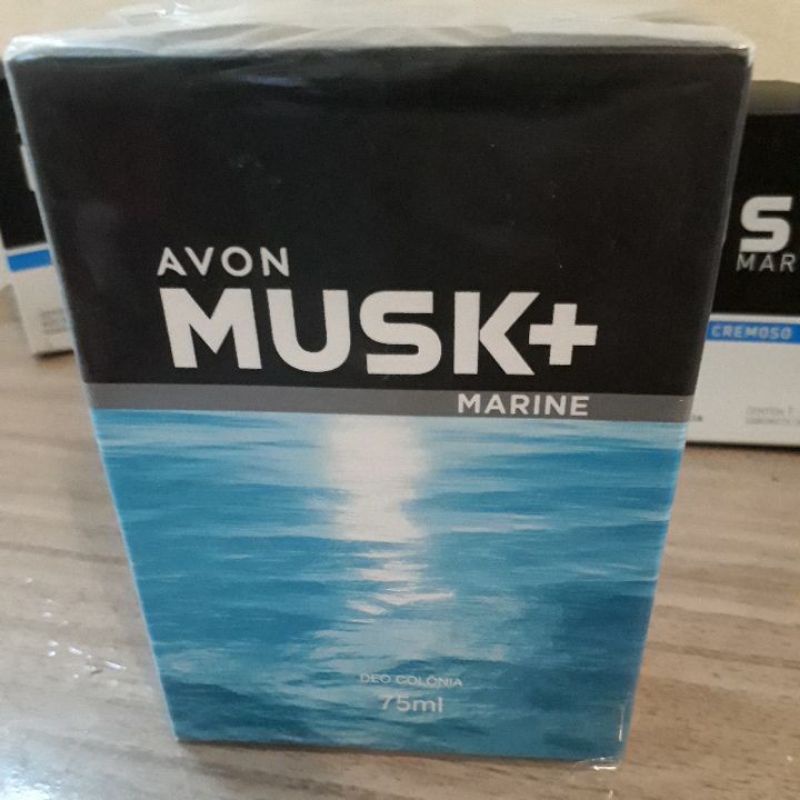 AVON
MUSK+
MARINE
DEO COLÔNIA
75ml
S
MAR
CREMOSO